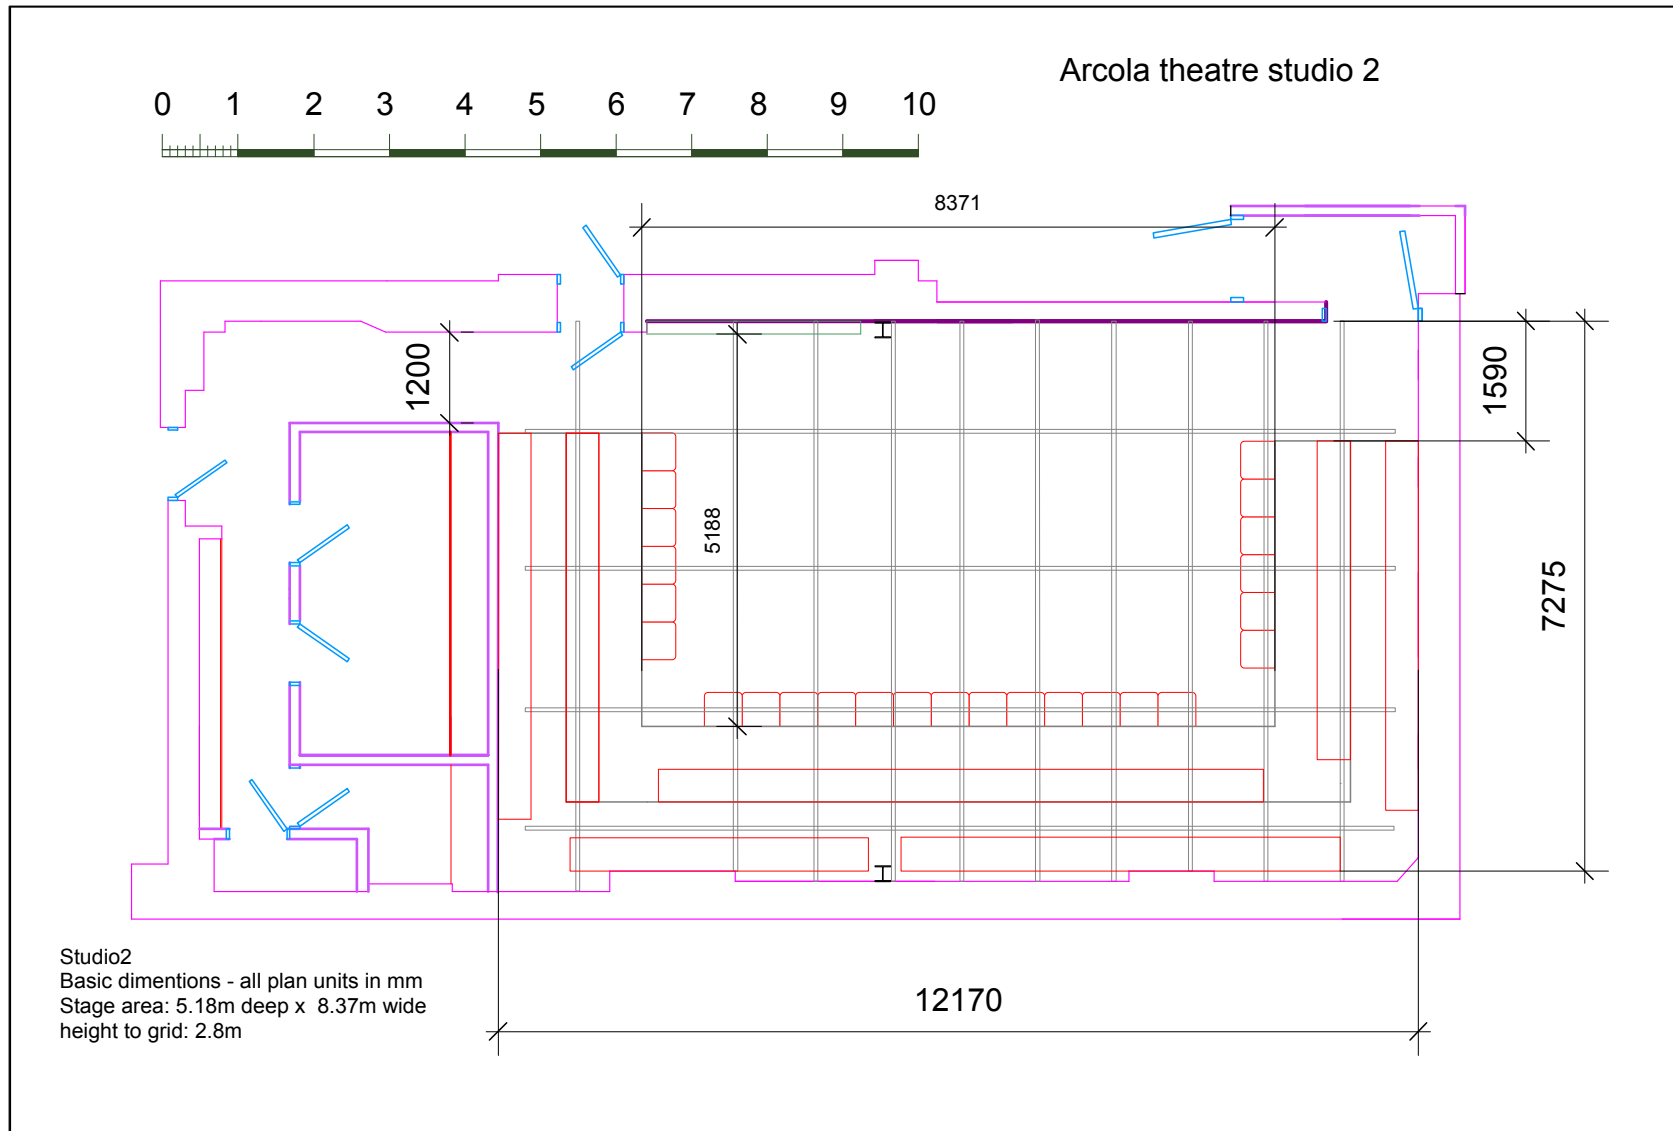 Arcola theatre studio 2
0 1 2 3 4 5 6 7 8 9 10
8371
1200
1590
5188
7275
12170
Studio2
Basic dimentions - all plan units in mm
Stage area: 5.18m deep x 8.37m wide
height to grid: 2.8m